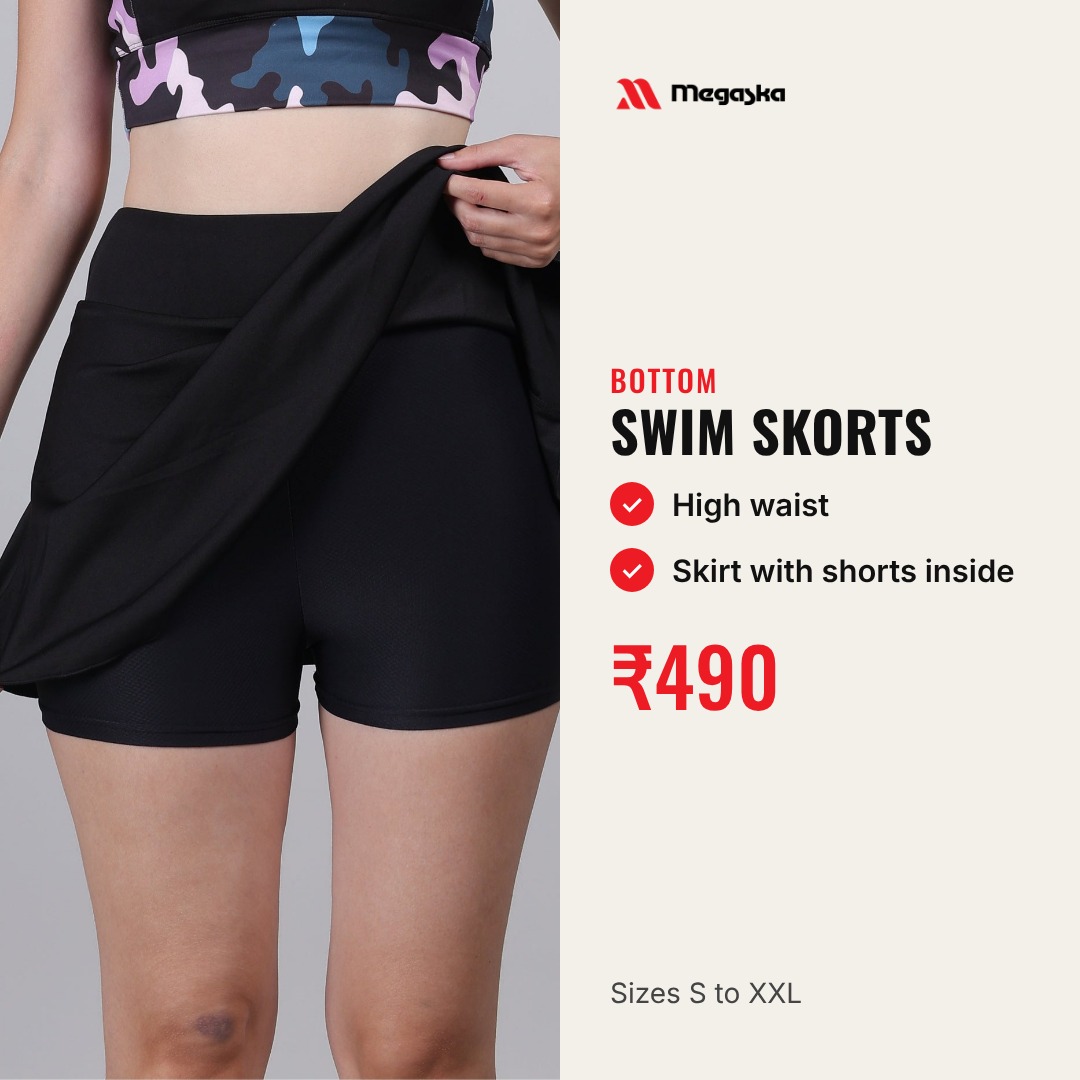 Megaska
BOTTOM
SWIM SKORTS
High waist
Skirt with shorts inside
₹490
Sizes S to XXL